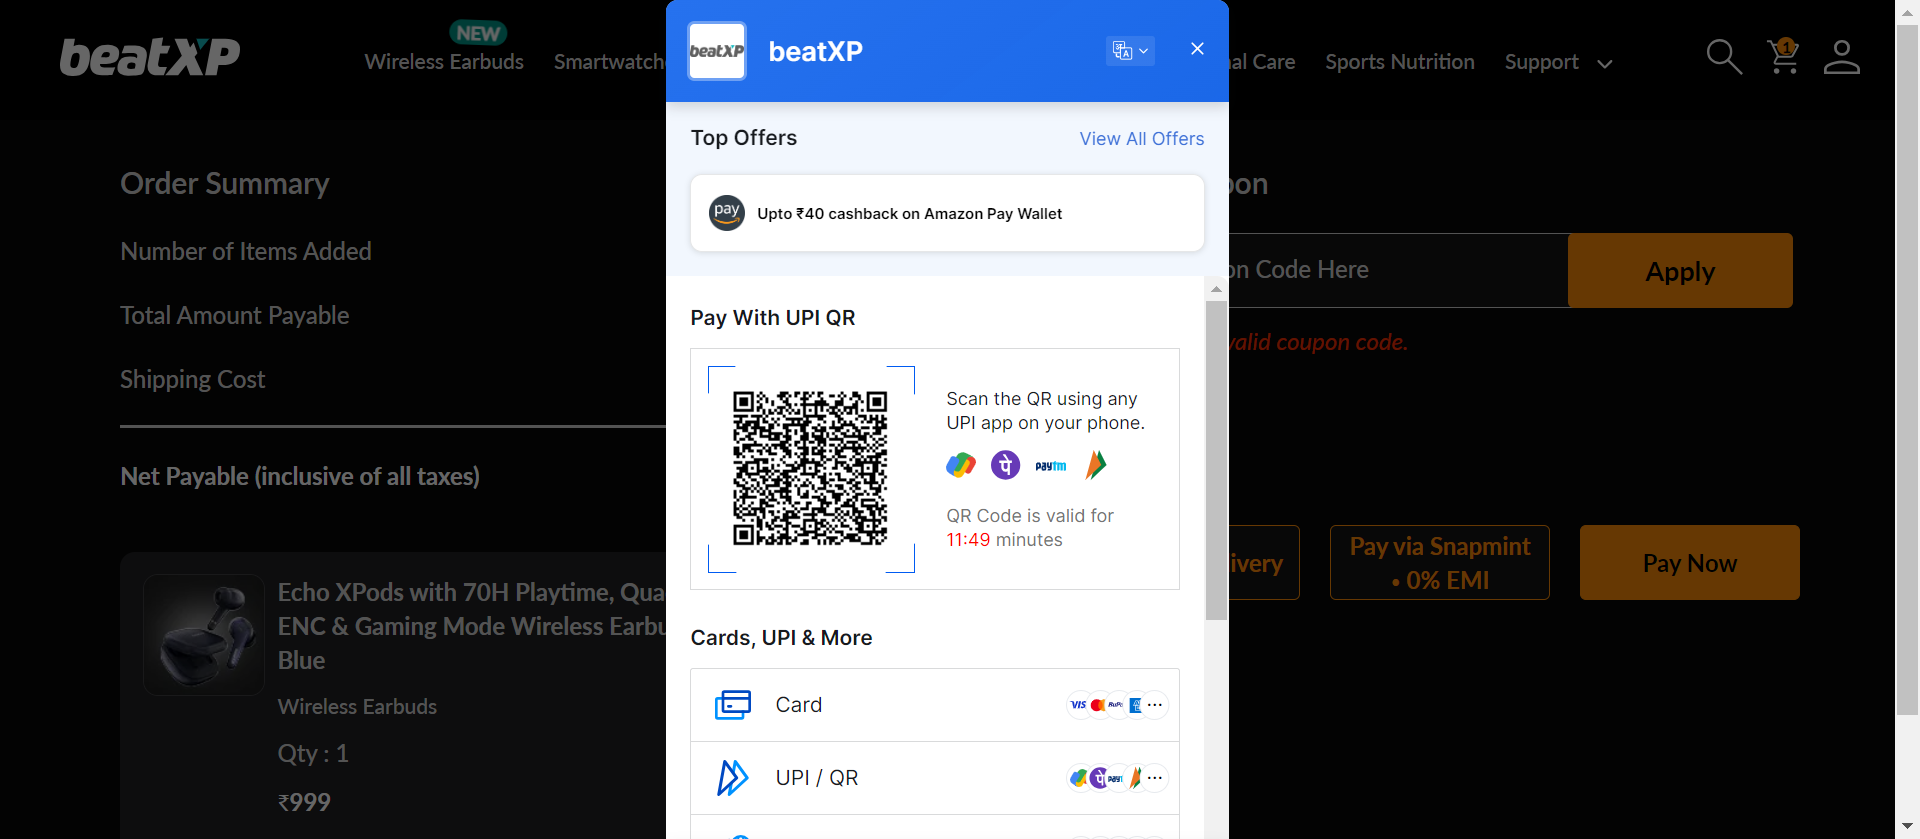 beatXP
NEW
Wireless Earbuds
Support
Sports Nutrition
al Care
1
beatXP
beatXP
Top Offers
View All Offers
pay
Upto ₹40 cashback on Amazon Pay Wallet
Order Summary
Number of Items Added
Total Amount Payable
Shipping Cost
Net Payable (inclusive of all taxes)
Echo XPods with 70H Playtime, Qua
ENC & Gaming Mode Wireless Earbu
Blue
Wireless Earbuds
Qty : 1
₹999
Pay With UPI QR
Scan the QR using any
UPI app on your phone.
paytm
QR Code is valid for
11:49 minutes
Cards, UPI & More
Card
VISA RuPay
UPI / QR
on Code Here
Apply
valid coupon code.
ivery
Pay via Snapmint
• 0% EMI
Pay Now